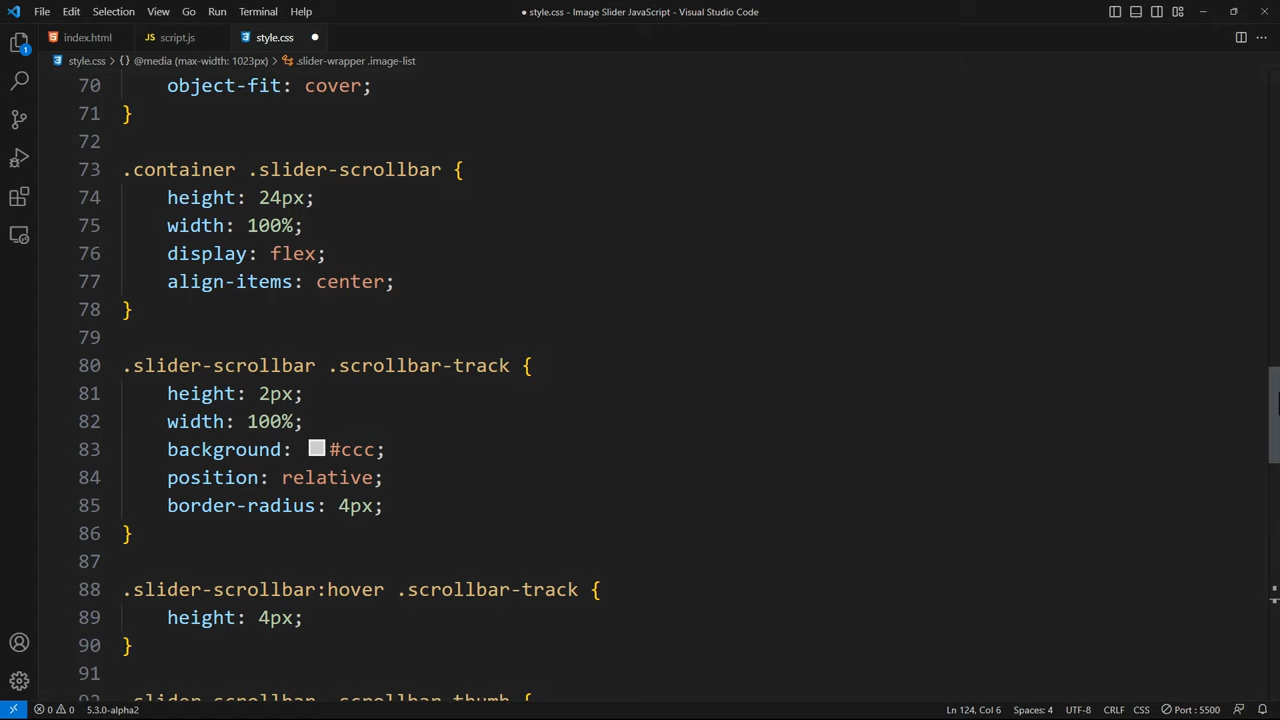 File Edit Selection View Go Run Terminal Help
● style.css - Image Slider JavaScript - Visual Studio Code
index.html
JS script.js
style.css ●
style.css > {} @media (max-width: 1023px) > .slider-wrapper .image-list
1
70 object-fit: cover;
71 }
72
73 .container .slider-scrollbar {
74 height: 24px;
75 width: 100%;
76 display: flex;
77 align-items: center;
78 }
79
80 .slider-scrollbar .scrollbar-track {
81 height: 2px;
82 width: 100%;
83 background: #ccc;
84 position: relative;
85 border-radius: 4px;
86 }
87
88 .slider-scrollbar:hover .scrollbar-track {
89 height: 4px;
90 }
91
92 .slider-scrollbar .scrollbar-thumb {
0 0 5.3.0-alpha2 Ln 124, Col 6 Spaces: 4 UTF-8 CRLF CSS Port : 5500